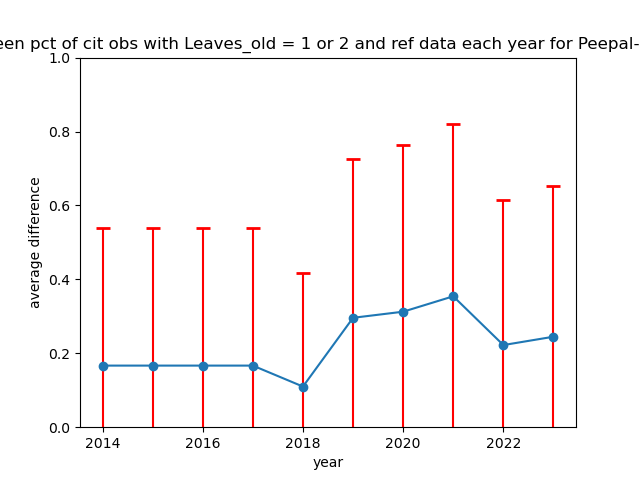 een pct of cit obs with Leaves_old = 1 or 2 and ref data each year for Peepal-
1.0
0.8
0.6
0.4
0.2
0.0
average difference
2014 2016 2018 2020 2022
year